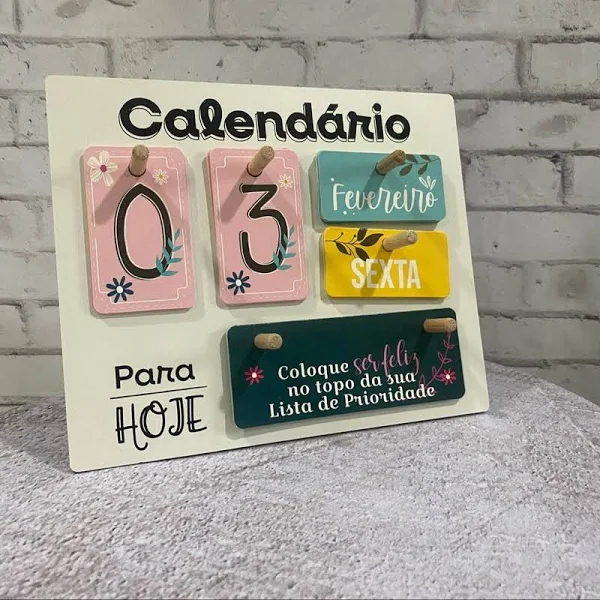 Calendário
0 3
Fevereiro
SEXTA
Para
HOJE
Coloque ser feliz
no topo da sua
Lista de Prioridade